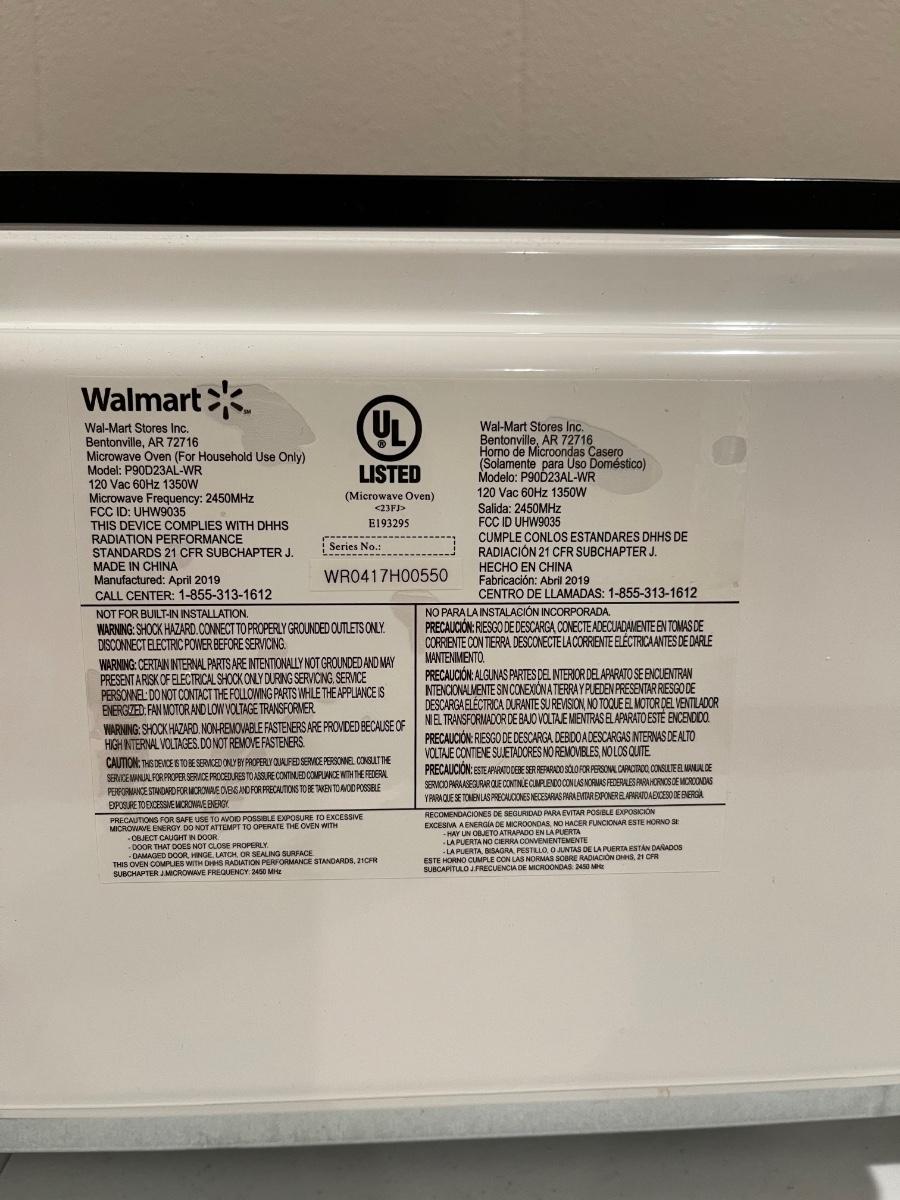 Walmart
SM
Wal-Mart Stores Inc.
Bentonville, AR 72716
Microwave Oven (For Household Use Only)
Model: P90D23AL-WR
120 Vac 60Hz 1350W
Microwave Frequency: 2450MHz
FCC ID: UHW9035
THIS DEVICE COMPLIES WITH DHHS
RADIATION PERFORMANCE
STANDARDS 21 CFR SUBCHAPTER J.
MADE IN CHINA
Manufactured: April 2019
CALL CENTER: 1-855-313-1612
UL
®
LISTED
(Microwave Oven)
<23FJ>
E193295
Series No.:
WR0417H00550
Wal-Mart Stores Inc.
Bentonville, AR 72716
Horno de Microondas Casero
(Solamente para Uso Doméstico)
Modelo: P90D23AL-WR
120 Vac 60Hz 1350W
Salida: 2450MHz
FCC ID UHW9035
CUMPLE CONLOS ESTANDARES DHHS DE
RADIACIÓN 21 CFR SUBCHAPTER J.
HECHO EN CHINA
Fabricación: Abril 2019
CENTRO DE LLAMADAS: 1-855-313-1612
NOT FOR BUILT-IN INSTALLATION.
WARNING: SHOCK HAZARD. CONNECT TO PROPERLY GROUNDED OUTLETS ONLY.
DISCONNECT ELECTRIC POWER BEFORE SERVICING.
WARNING: CERTAIN INTERNAL PARTS ARE INTENTIONALLY NOT GROUNDED AND MAY
PRESENT A RISK OF ELECTRICAL SHOCK ONLY DURING SERVICING. SERVICE
PERSONNEL: DO NOT CONTACT THE FOLLOWING PARTS WHILE THE APPLIANCE IS
ENERGIZED: FAN MOTOR AND LOW VOLTAGE TRANSFORMER.
WARNING: SHOCK HAZARD. NON-REMOVABLE FASTENERS ARE PROVIDED BECAUSE OF
HIGH INTERNAL VOLTAGES. DO NOT REMOVE FASTENERS.
CAUTION: THIS DEVICE IS TO BE SERVICED ONLY BY PROPERLY QUALIFIED SERVICE PERSONNEL. CONSULT THE
SERVICE MANUAL FOR PROPER SERVICE PROCEDURES TO ASSURE CONTINUED COMPLIANCE WITH THE FEDERAL
PERFORMANCE STANDARD FOR MICROWAVE OVENS AND FOR PRECAUTIONS TO BE TAKEN TO AVOID POSSIBLE
EXPOSURE TO EXCESSIVE MICROWAVE ENERGY.
NO PARA LA INSTALACIÓN INCORPORADA.
PRECAUCIÓN: RIESGO DE DESCARGA, CONECTE ADECUADAMENTE EN TOMAS DE
CORRIENTE CON TIERRA. DESCONECTE LA CORRIENTE ELÉCTRICA ANTES DE DARLE
MANTENIMIENTO.
PRECAUCIÓN: ALGUNAS PARTES DEL INTERIOR DEL APARATO SE ENCUENTRAN
INTENCIONALMENTE SIN CONEXIÓN A TIERRA Y PUEDEN PRESENTAR RIESGO DE
DESCARGA ELÉCTRICA DURANTE SU REVISIÓN, NO TOQUE EL MOTOR DEL VENTILADOR
NI EL TRANSFORMADOR DE BAJO VOLTAJE MIENTRAS EL APARATO ESTÉ ENCENDIDO.
PRECAUCIÓN: RIESGO DE DESCARGA. DEBIDO A DESCARGAS INTERNAS DE ALTO
VOLTAJE CONTIENE SUJETADORES NO REMOVIBLES, NO LOS QUITE.
PRECAUCIÓN: ESTE APARATO DEBE SER REPARADO SÓLO FOR PERSONAL CAPACITADO, CONSULTE EL MANUAL DE
SERVICIO PARA ASEGURAR QUE CONTINÚE CUMPLIENDO CON LAS NORMAS FEDERALES PARA HORNOS DE MICROONDAS
Y PARA QUE SE TOMEN LAS PRECAUCIONES NECESARIAS PARA EVITAR EXPONER EL APARATO A EXCESO DE ENERGÍA.
PRECAUTIONS FOR SAFE USE TO AVOID POSSIBLE EXPOSURE TO EXCESSIVE
MICROWAVE ENERGY. DO NOT ATTEMPT TO OPERATE THE OVEN WITH
- OBJECT CAUGHT IN DOOR.
- DOOR THAT DOES NOT CLOSE PROPERLY.
- DAMAGED DOOR, HINGE, LATCH, OR SEALING SURFACE.
THIS OVEN COMPLIES WITH DHHS RADIATION PERFORMANCE STANDARDS, 21CFR
SUBCHAPTER J.MICROWAVE FREQUENCY: 2450 MHz
RECOMENDACIONES DE SEGURIDAD PARA EVITAR POSIBLE EXPOSICIÓN
EXCESIVA A ENERGÍA DE MICROONDAS, NO HACER FUNCIONAR ESTE HORNO SI:
- HAY UN OBJETO ATRAPADO EN LA PUERTA
- LA PUERTA NO CIERRA CONVENIENTEMENTE
- LA PUERTA, BISAGRA, PESTILLO, O JUNTAS DE LA PUERTA ESTÁN DAÑADOS
ESTE HORNO CUMPLE CON LAS NORMAS SOBRE RADIACIÓN DHHS, 21 CFR
SUBCAPÍTULO J.FRECUENCIA DE MICROONDAS: 2450 MHz